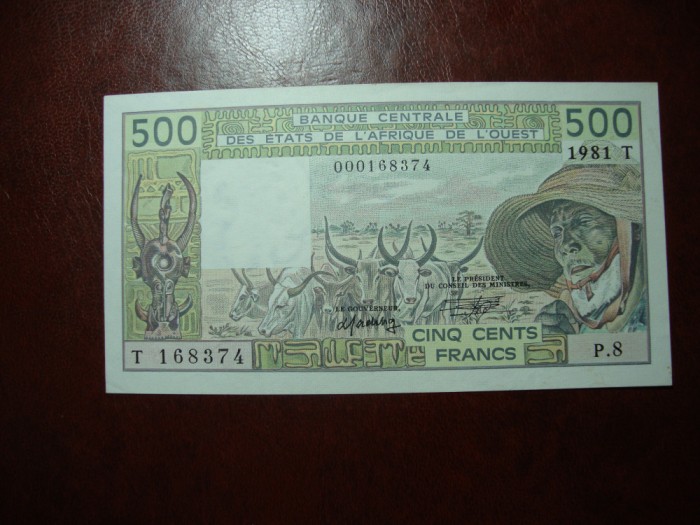 500
BANQUE CENTRALE
DES ÉTATS DE L'AFRIQUE DE L'OUEST
500
1981 T
000168374
LE PRÉSIDENT
DU CONSEIL DES MINISTRES,
LE GOUVERNEUR,
CINQ CENTS
FRANCS
T 168374
P.8